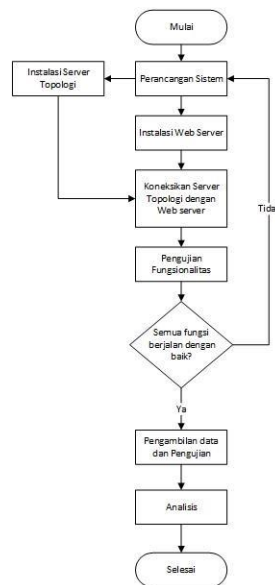 Mulai
Instalasi Server
Topologi
Perancangan Sistem
Instalasi Web Server
Koneksikan Server
Topologi dengan
Web server
Tida
Pengujian
Fungsionalitas
Semua fungsi
berjalan dengan
baik?
Ya
Pengambilan data
dan Pengujian
Analisis
Selesai